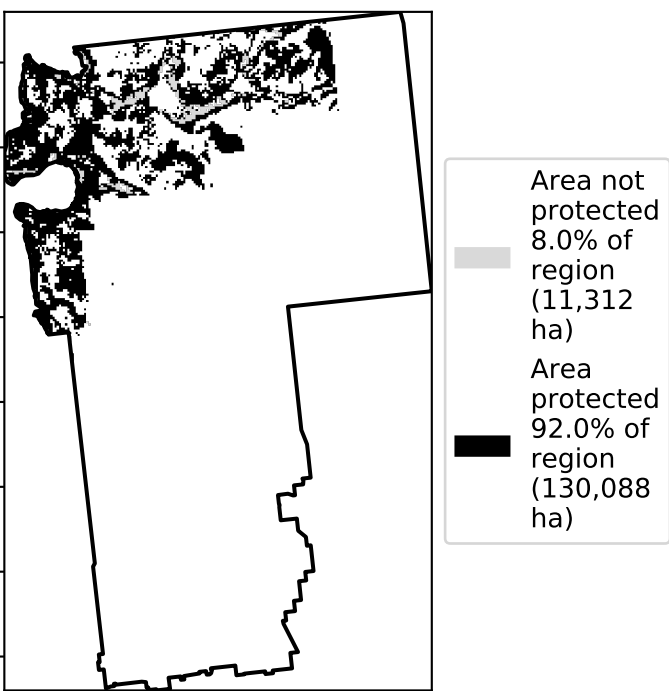 Area not
protected
8.0% of
region
(11,312
ha)
Area
protected
92.0% of
region
(130,088
ha)